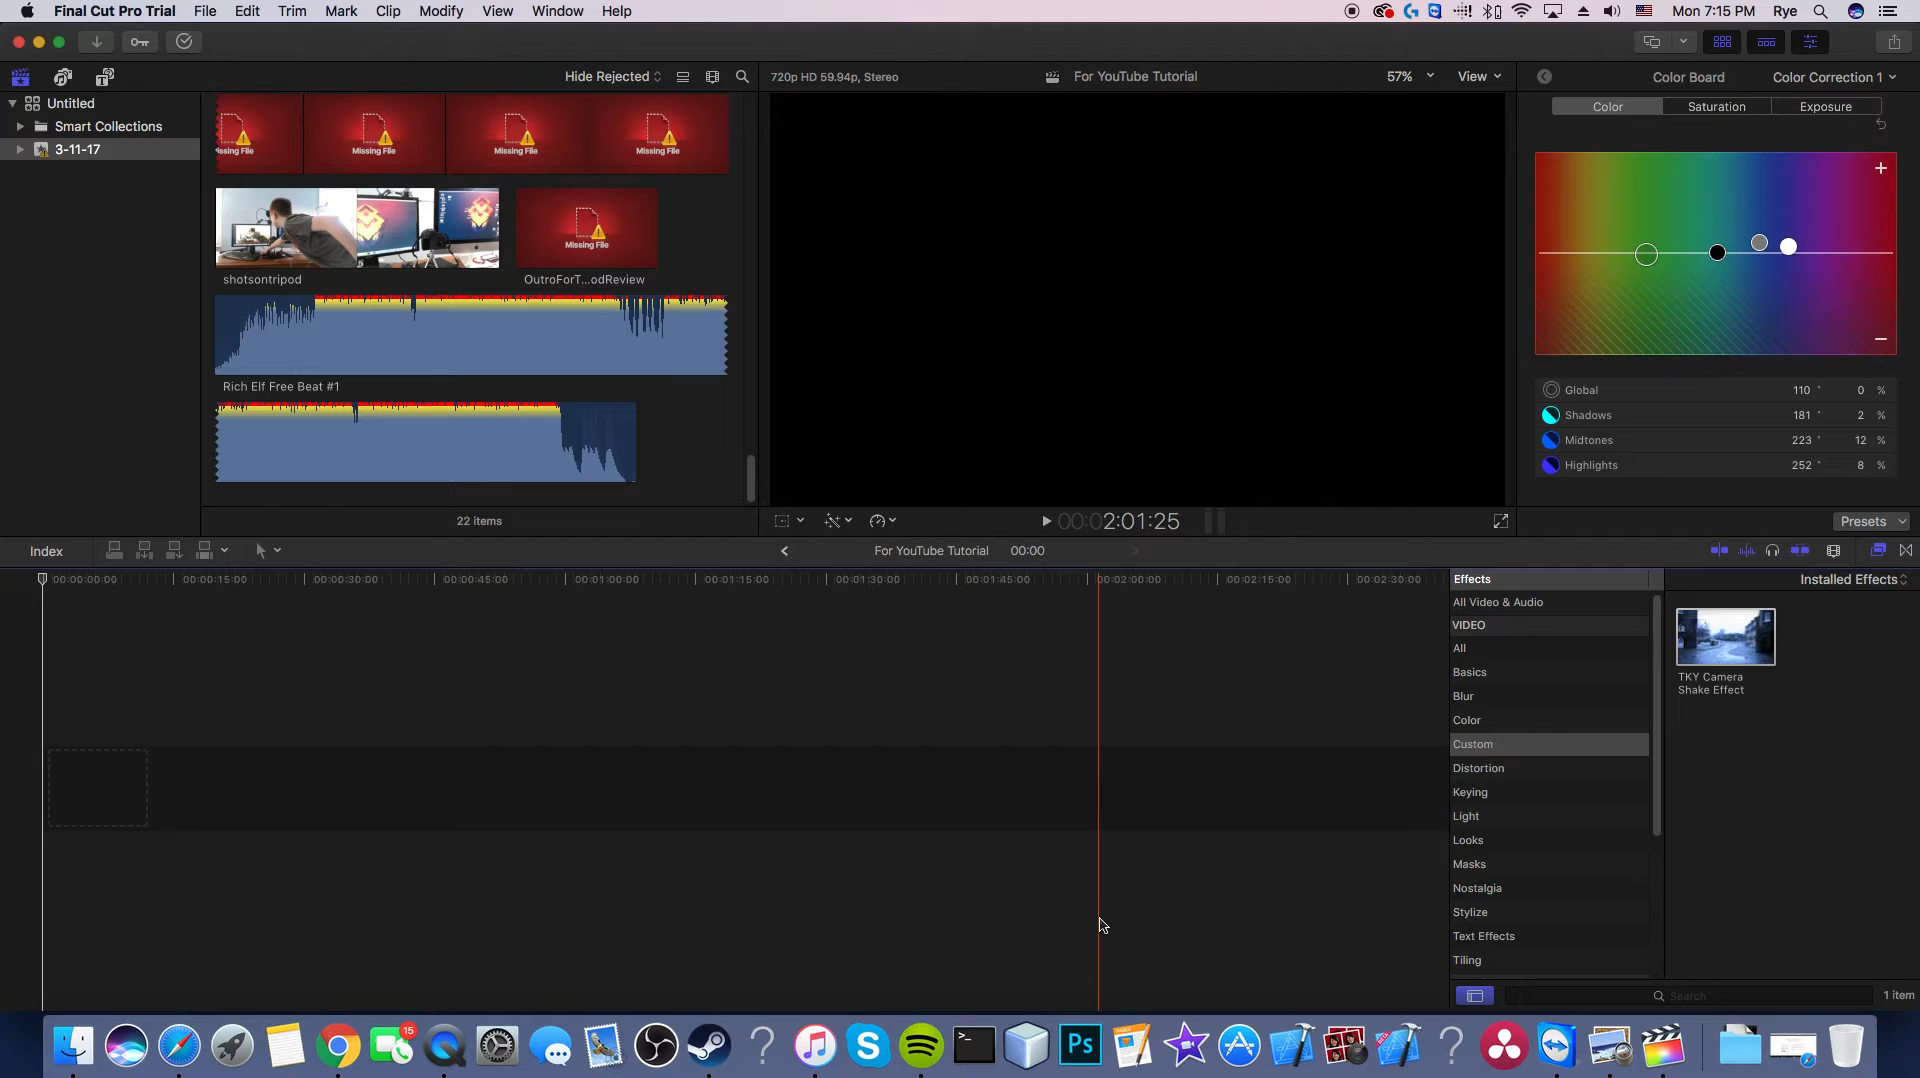 Final Cut Pro Trial File Edit Trim Mark Clip Modify View Window Help Mon 7:15 PM Rye
Hide Rejected 720p HD 59.94p, Stereo For YouTube Tutorial 57% View Color Board Color Correction 1
Untitled
Smart Collections
3-11-17
Color Saturation Exposure
issing File Missing File Missing File Missing File
Missing File
shotsontripod OutroForT...odReview
Rich Elf Free Beat #1
Global 110 ° 0 %
Shadows 181 ° 2 %
Midtones 223 ° 12 %
Highlights 252 ° 8 %
22 items 00:02:01:25 Presets
Index For YouTube Tutorial 00:00
00:00:00:00 00:00:15:00 00:00:30:00 00:00:45:00 00:01:00:00 00:01:15:00 00:01:30:00 00:01:45:00 00:02:00:00 00:02:15:00 00:02:30:00
Effects Installed Effects
All Video & Audio
VIDEO
All
Basics
Blur
Color
Custom
Distortion
Keying
Light
Looks
Masks
Nostalgia
Stylize
Text Effects
Tiling
TKY Camera
Shake Effect
Search 1 item
15
Ps